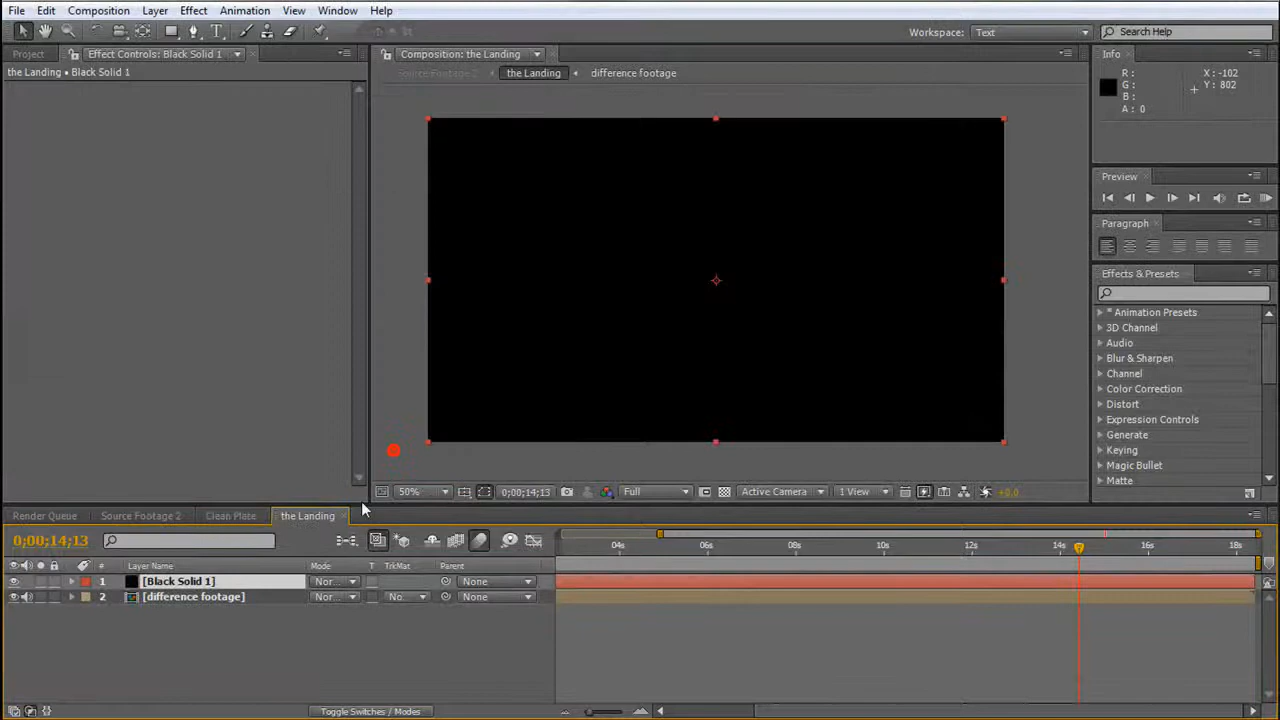 File Edit Composition Layer Effect Animation View Window Help
Workspace: Text Search Help
Project Effect Controls: Black Solid 1 Composition: the Landing Info
the Landing • Black Solid 1 Source Footage 2 the Landing difference footage
R: X: -102
G: Y: 802
B:
A: 0
Preview
Paragraph
Effects & Presets
* Animation Presets
3D Channel
Audio
Blur & Sharpen
Channel
Color Correction
Distort
Expression Controls
Generate
Keying
Magic Bullet
Matte
50% 0;00;14;13 Full Active Camera 1 View +0.0
Render Queue Source Footage 2 Clean Plate the Landing
0;00;14;13 04s 06s 08s 10s 12s 14s 16s 18s
# Layer Name Mode T TrkMat Parent
1 [Black Solid 1] Nor... None
2 [difference footage] Nor... No... None
Toggle Switches / Modes